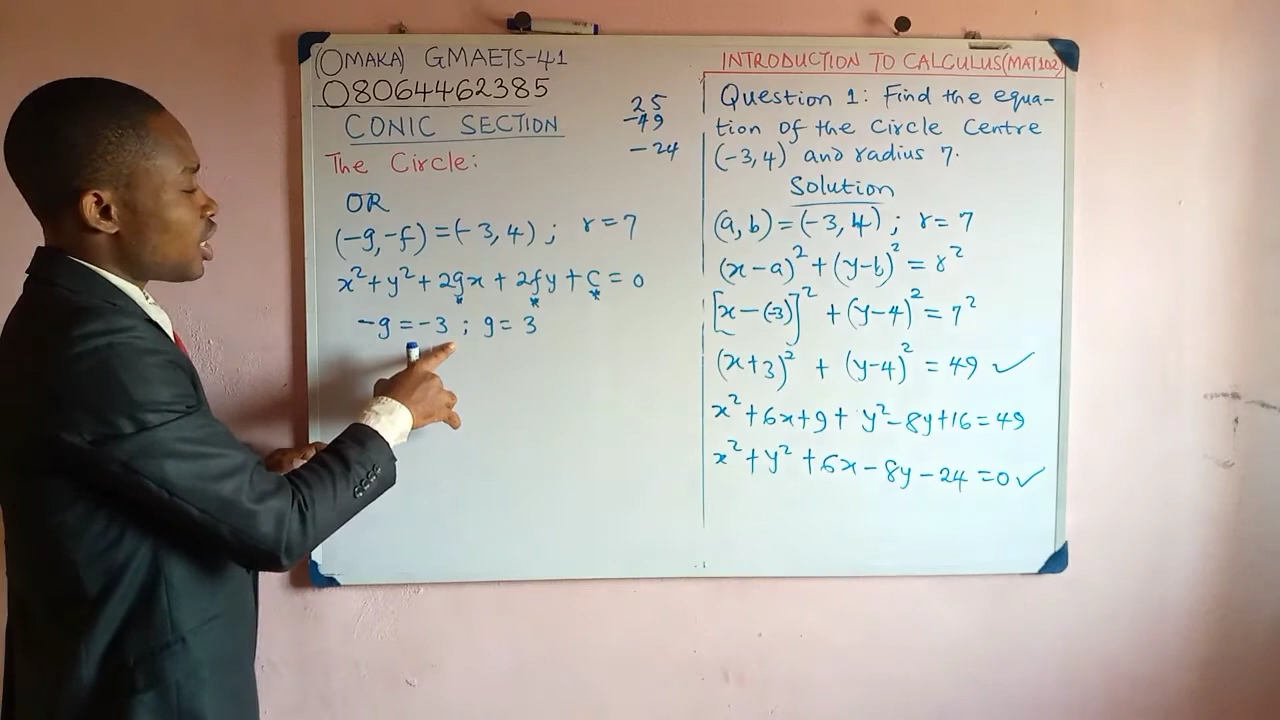 (OMAKA) GMAETS-41
08064462385
CONIC SECTION
The Circle:
25
-49
-24
OR
(-g,-f)=(-3,4); r=7
x²+y²+2gx+2fy+c=0
* * *
-g=-3; g=3
INTRODUCTION TO CALCULUS(MAT102)
Question 1: Find the equa-
tion of the Circle Centre
(-3,4) and radius 7.
Solution
(a,b)=(-3,4); r=7
(x-a)²+(y-b)²=r²
[x-(-3)]²+(y-4)²=7²
(x+3)²+(y-4)²=49 ✓
x²+6x+9+y²-8y+16=49
x²+y²+6x-8y-24=0 ✓